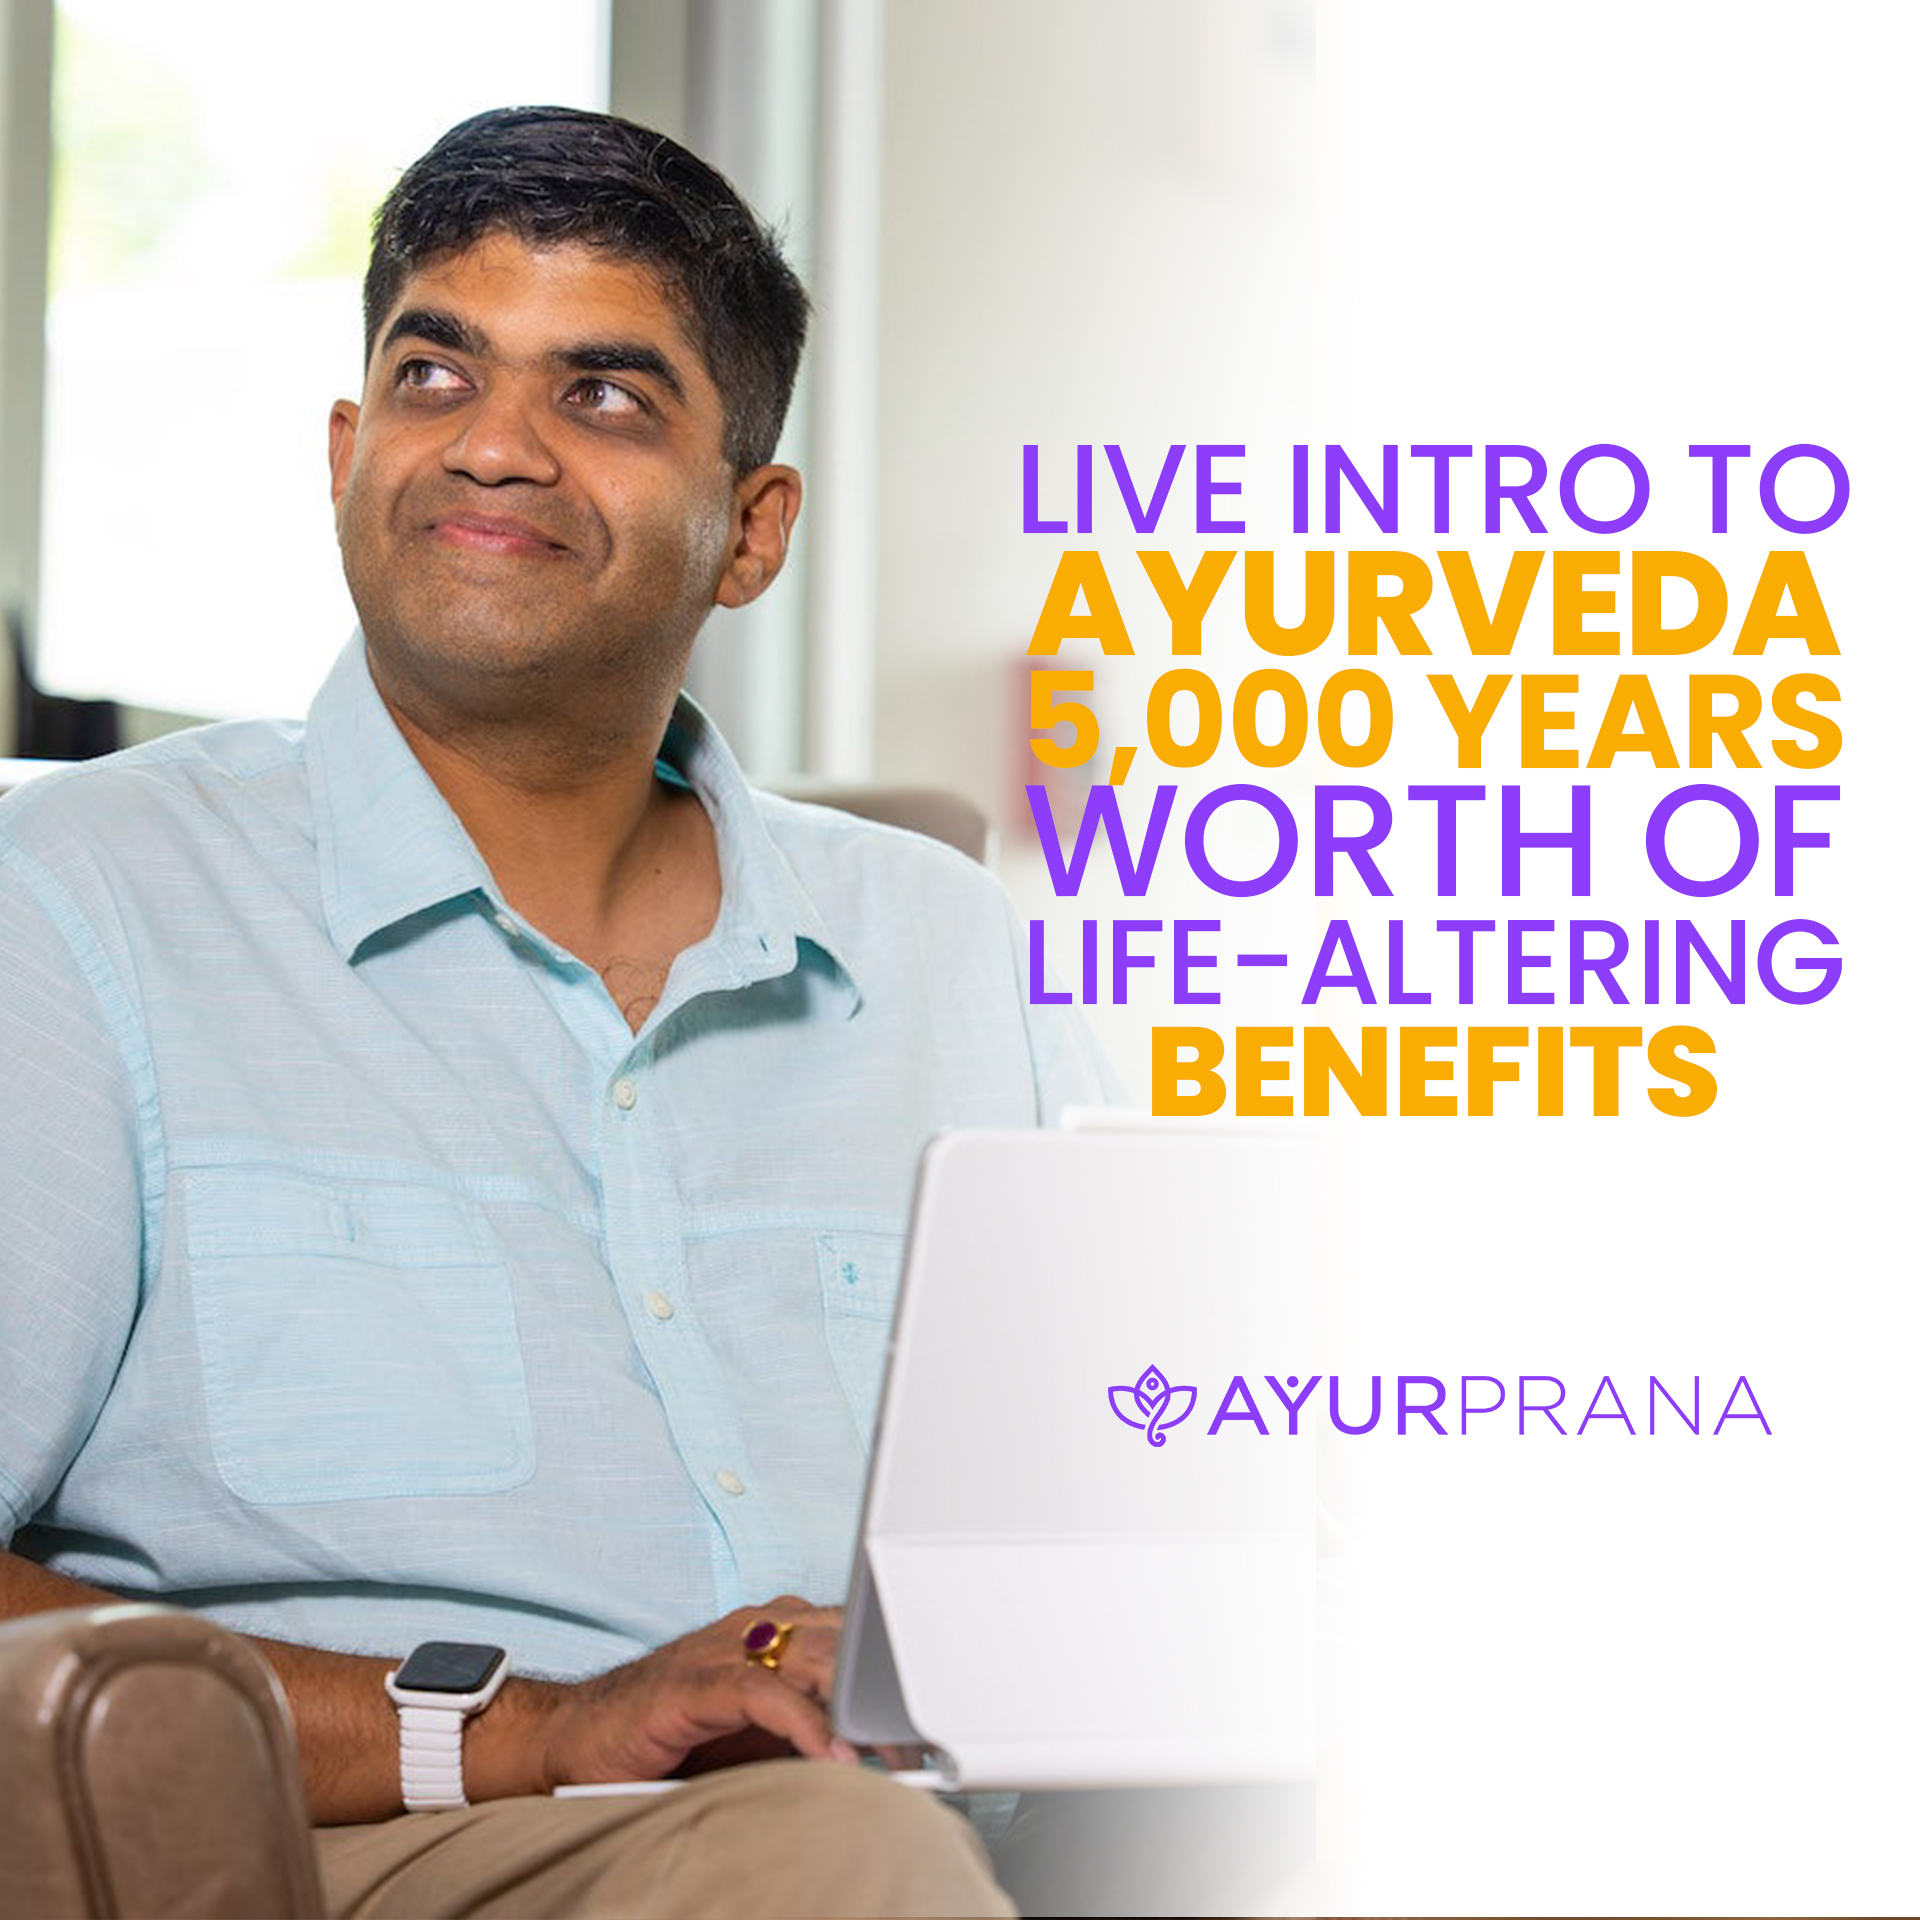 LIVE INTRO TO
AYURVEDA
5,000 YEARS
WORTH OF
LIFE-ALTERING
BENEFITS
AYURPRANA